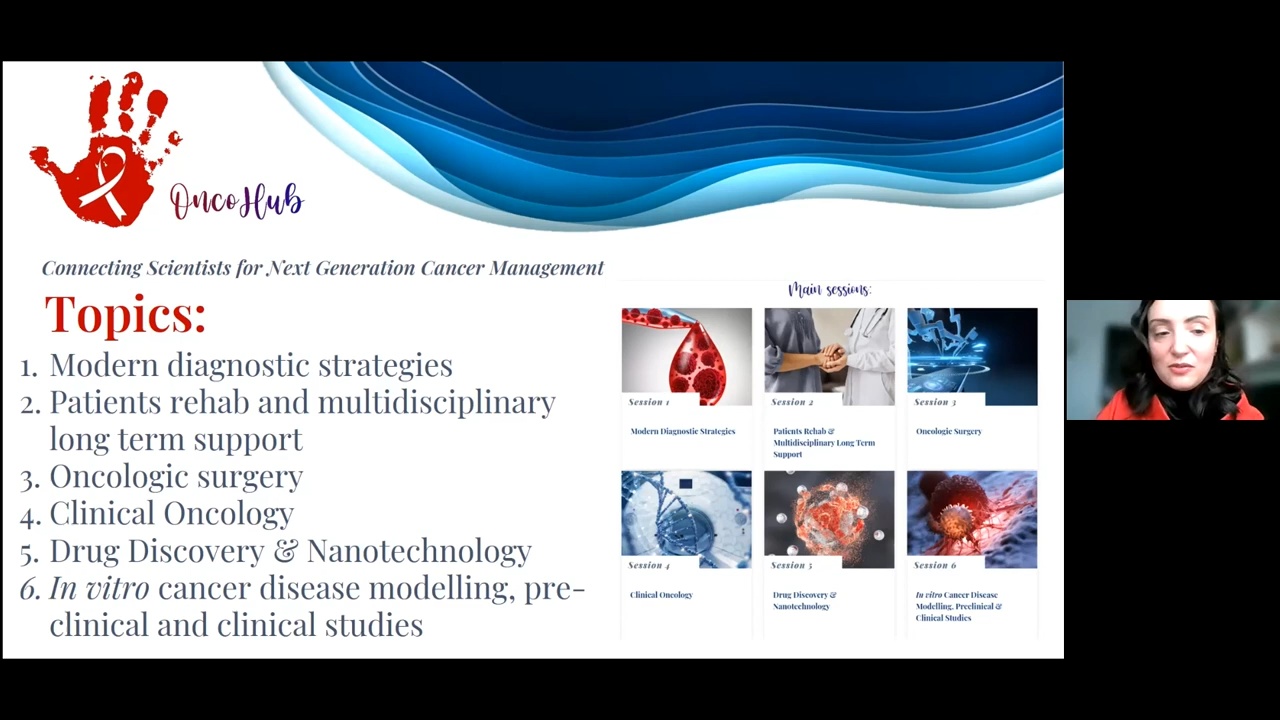 OncoHub
Connecting Scientists for Next Generation Cancer Management
Topics:
1. Modern diagnostic strategies
2. Patients rehab and multidisciplinary
long term support
3. Oncologic surgery
4. Clinical Oncology
5. Drug Discovery & Nanotechnology
6. In vitro cancer disease modelling, pre-
clinical and clinical studies
Main sessions:
Session 1
Modern Diagnostic Strategies
Session 2
Patients Rehab &
Multidisciplinary Long Term
Support
Session 3
Oncologic Surgery
Session 4
Clinical Oncology
Session 5
Drug Discovery &
Nanotechnology
Session 6
In vitro Cancer Disease
Modelling, Preclinical &
Clinical Studies